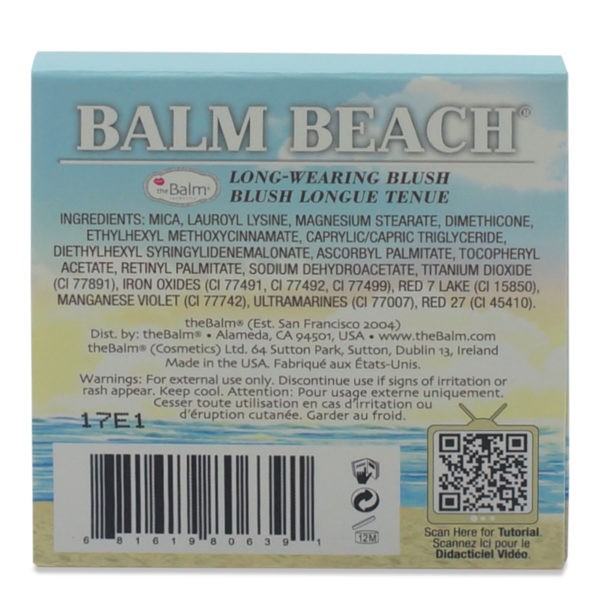 BALM BEACH®
theBalm®
cosmetics
LONG-WEARING BLUSH
BLUSH LONGUE TENUE
INGREDIENTS: MICA, LAUROYL LYSINE, MAGNESIUM STEARATE, DIMETHICONE,
ETHYLHEXYL METHOXYCINNAMATE, CAPRYLIC/CAPRIC TRIGLYCERIDE,
DIETHYLHEXYL SYRINGYLIDENEMALONATE, ASCORBYL PALMITATE, TOCOPHERYL
ACETATE, RETINYL PALMITATE, SODIUM DEHYDROACETATE, TITANIUM DIOXIDE
(CI 77891), IRON OXIDES (CI 77491, CI 77492, CI 77499), RED 7 LAKE (CI 15850),
MANGANESE VIOLET (CI 77742), ULTRAMARINES (CI 77007), RED 27 (CI 45410).
theBalm® (Est. San Francisco 2004)
Dist. by: theBalm® • Alameda, CA 94501, USA • www.theBalm.com
theBalm® (Cosmetics) Ltd. 64 Sutton Park, Sutton, Dublin 13, Ireland
Made in the USA. Fabriqué aux États-Unis.
Warnings: For external use only. Discontinue use if signs of irritation or
rash appear. Keep cool. Attention: Pour usage externe uniquement.
Cesser toute utilisation en cas d'irritation ou
d'éruption cutanée. Garder au froid.
17E1
6 81619 80639 1
12M
Scan Here for Tutorial.
Scannez Ici pour le
Didacticiel Vidéo.